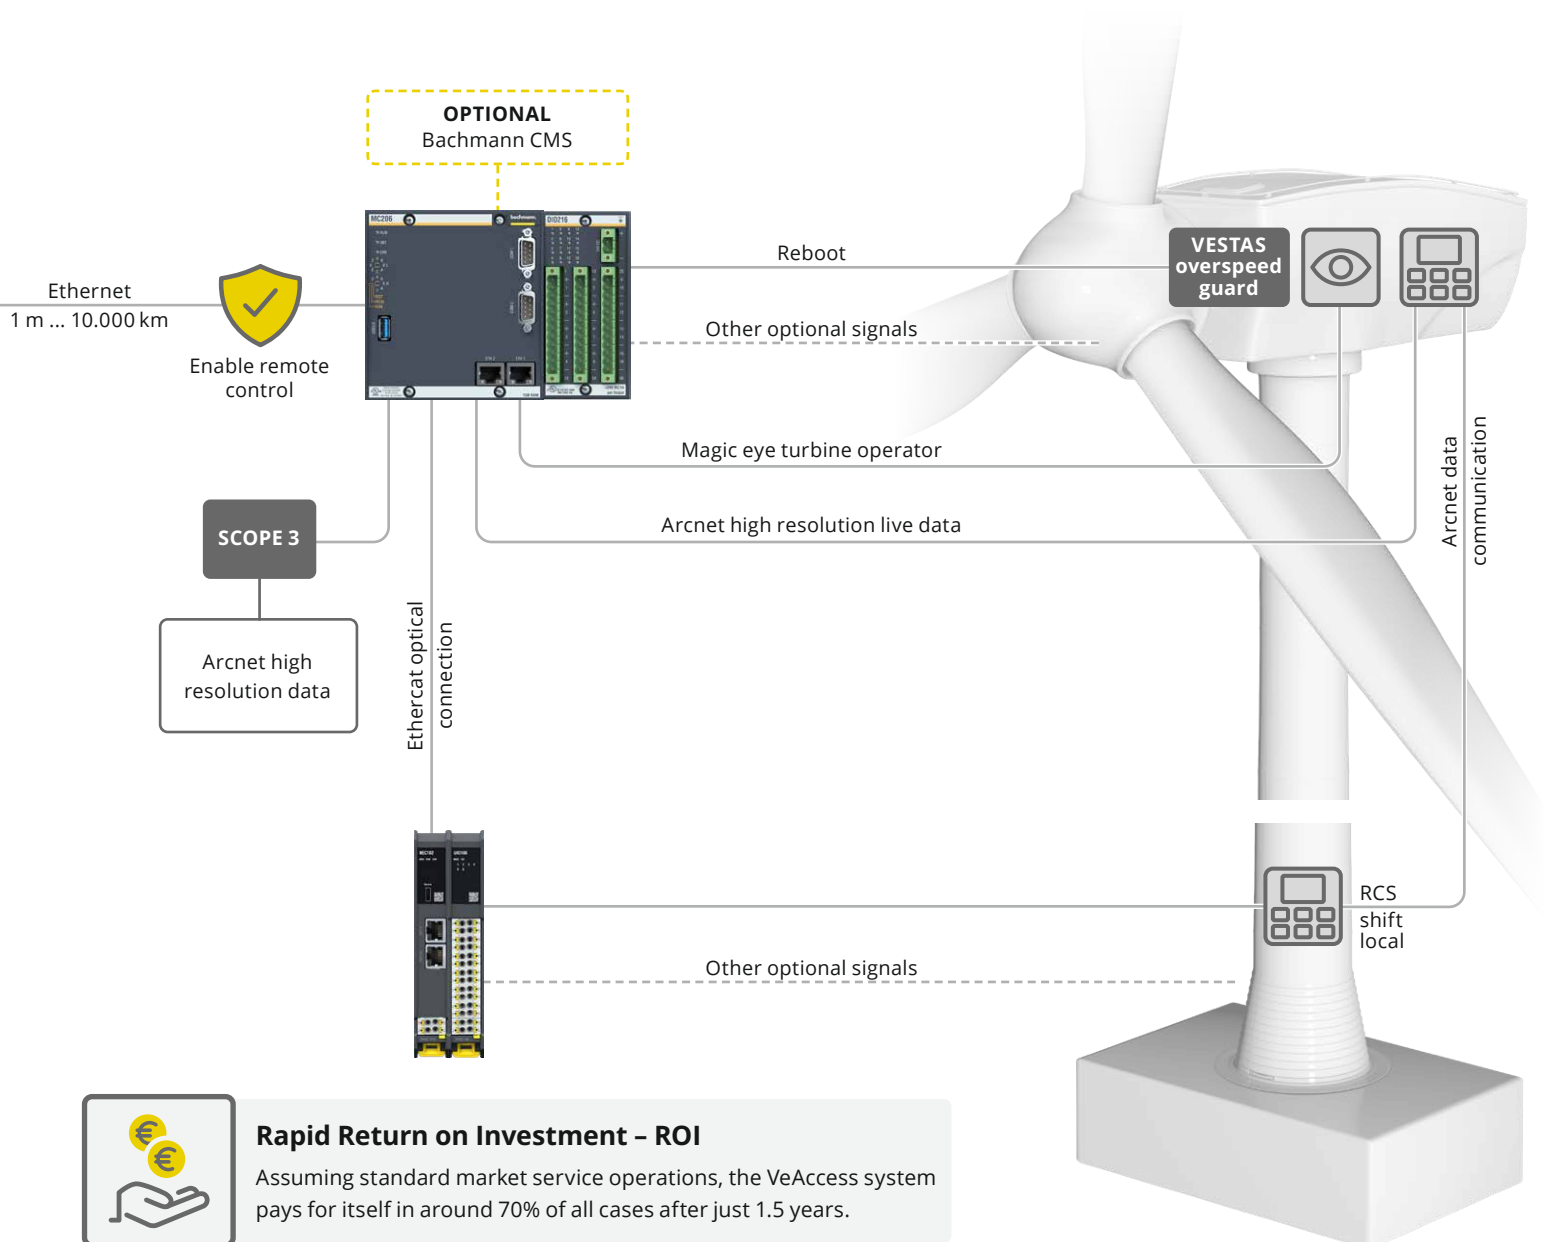 OPTIONAL
Bachmann CMS
MC206
bachmann
DIO216
Ethernet
1 m ... 10.000 km
Enable remote
control
Reboot
VESTAS
overspeed
guard
Other optional signals
Magic eye turbine operator
Arcnet high resolution live data
Arcnet data
communication
SCOPE 3
Arcnet high
resolution data
Ethercat optical
connection
RCS
shift
local
Other optional signals
Rapid Return on Investment – ROI
Assuming standard market service operations, the VeAccess system
pays for itself in around 70% of all cases after just 1.5 years.